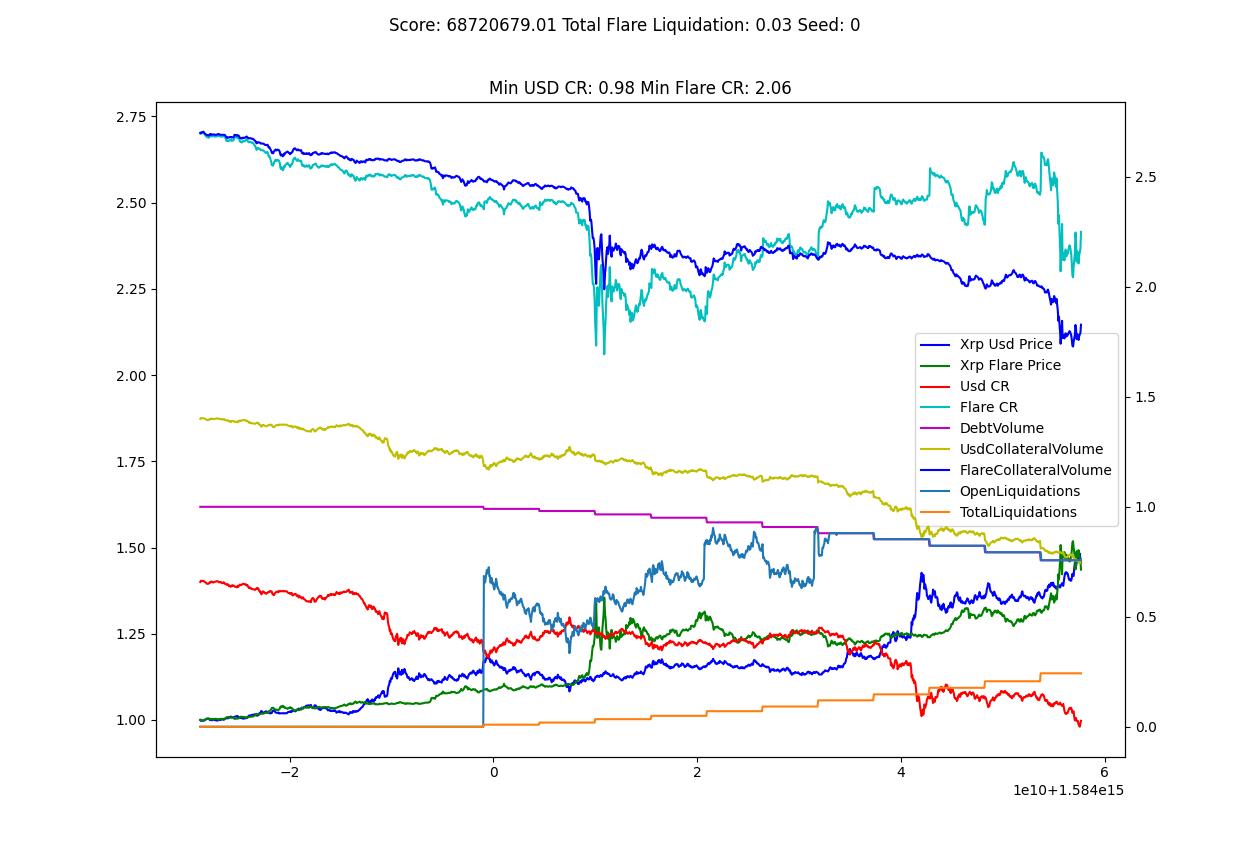 Score: 68720679.01 Total Flare Liquidation: 0.03 Seed: 0
Min USD CR: 0.98 Min Flare CR: 2.06
2.75
2.50
2.25
2.00
1.75
1.50
1.25
1.00
2.5
2.0
1.5
1.0
0.5
0.0
Xrp Usd Price
Xrp Flare Price
Usd CR
Flare CR
DebtVolume
UsdCollateralVolume
FlareCollateralVolume
OpenLiquidations
TotalLiquidations
−2 0 2 4 6
1e10+1.584e15